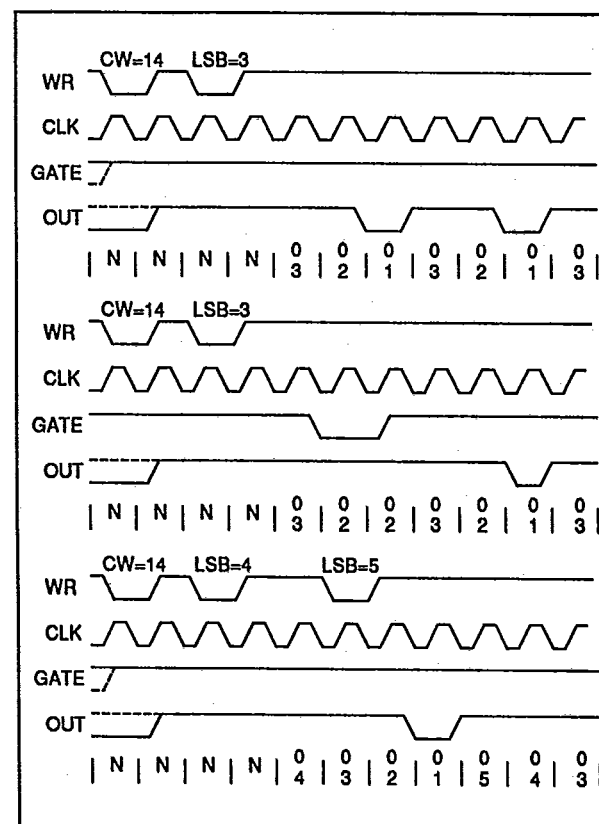 CW=14 LSB=3
WR
CLK
GATE
OUT
| N | N | N | N | 0 3 | 0 2 | 0 1 | 0 3 | 0 2 | 0 1 | 0 3
CW=14 LSB=3
WR
CLK
GATE
OUT
| N | N | N | N | 0 3 | 0 2 | 0 2 | 0 3 | 0 2 | 0 1 | 0 3
CW=14 LSB=4 LSB=5
WR
CLK
GATE
OUT
| N | N | N | N | 0 4 | 0 3 | 0 2 | 0 1 | 0 5 | 0 4 | 0 3